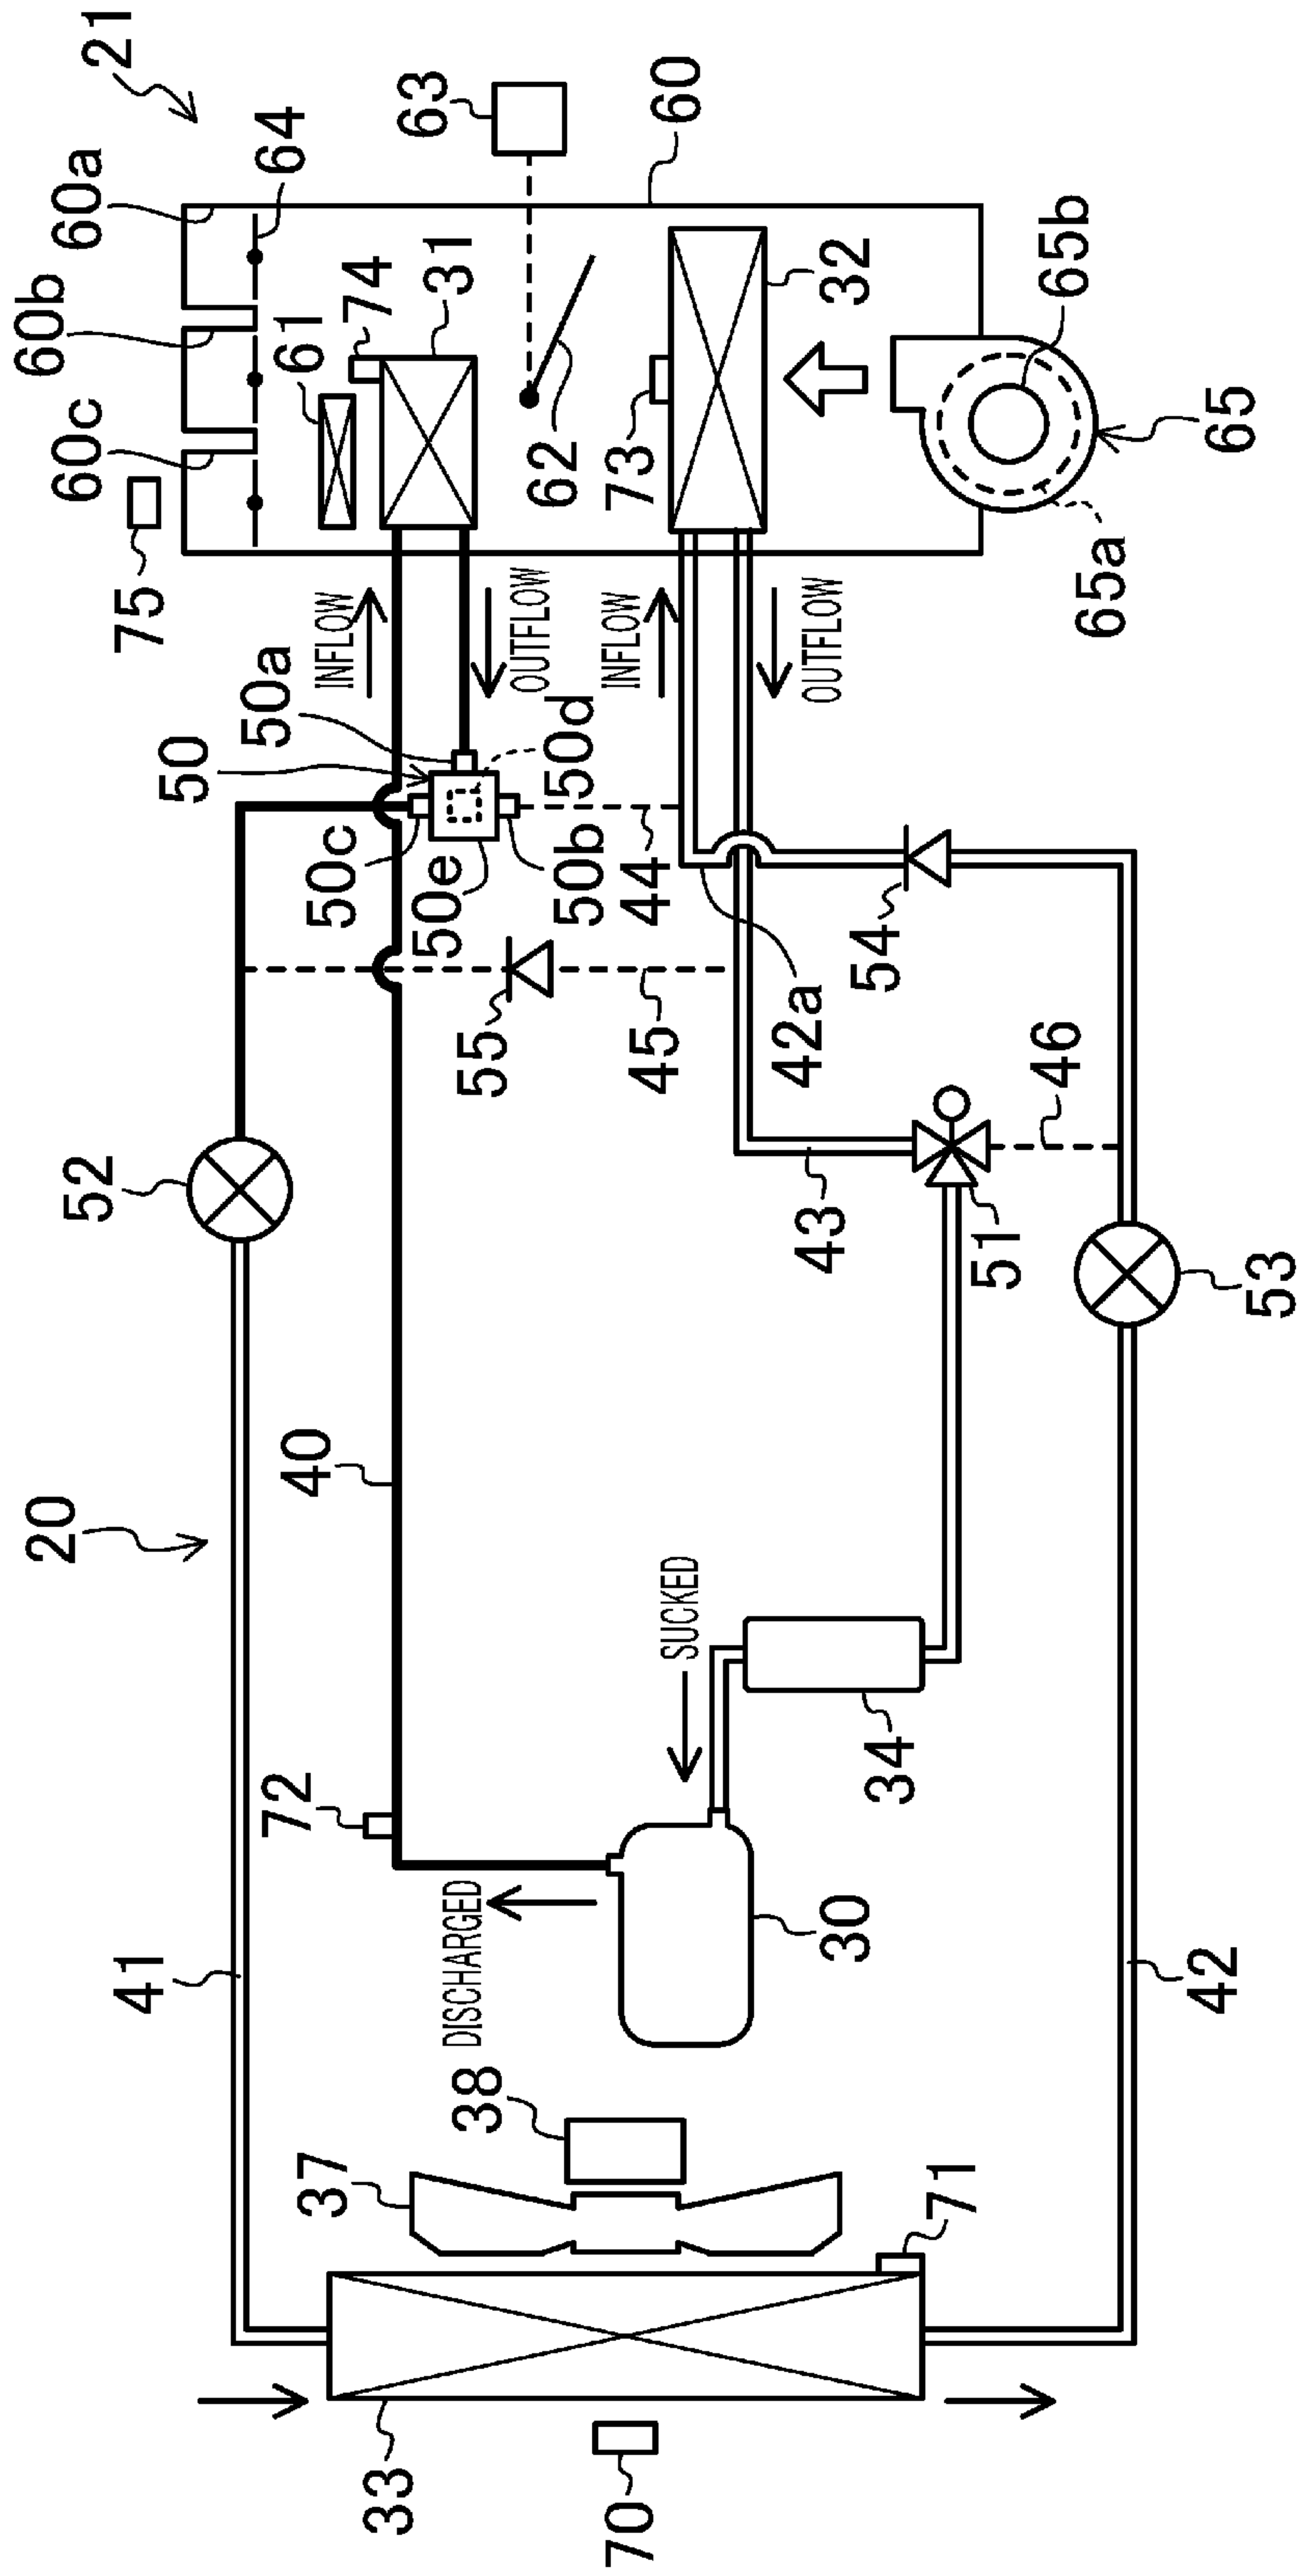 20
21
41
52
50
50a
50c
50e
50b
50d
75
60c
60b
60a
64
61
74
31
63
60
62
73
32
65b
65
65a
INFLOW
OUTFLOW
INFLOW
OUTFLOW
72
40
55
45
44
42a
54
46
43
51
53
SUCKED
34
DISCHARGED
30
38
37
71
33
70
42